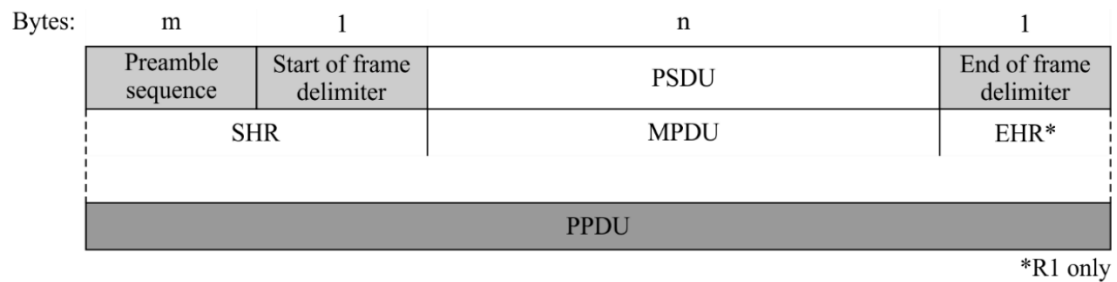 Bytes: m 1 n 1
Preamble sequence Start of frame delimiter PSDU End of frame delimiter
SHR MPDU EHR*
PPDU
*R1 only